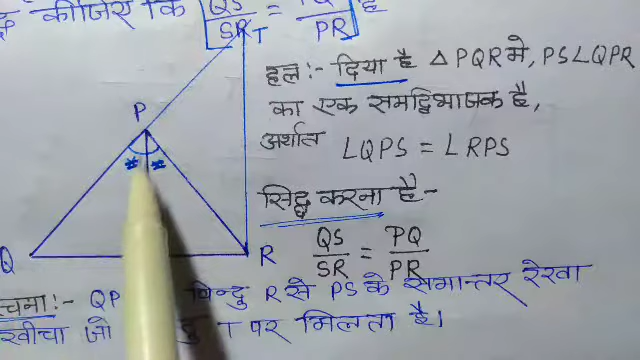 कीजिए कि QS/SR = PQ/PR है
T
हल :- दिया है △PQR मे, PS∠QPR
P
का एक समद्विभाजक है,
अर्थात ∠QPS = ∠RPS
सिद्ध करना है-
Q
R
QS/SR = PQ/PR
रचना :- QP बिन्दु R से PS के समान्तर रेखा
खीचा जो T पर मिलता है।